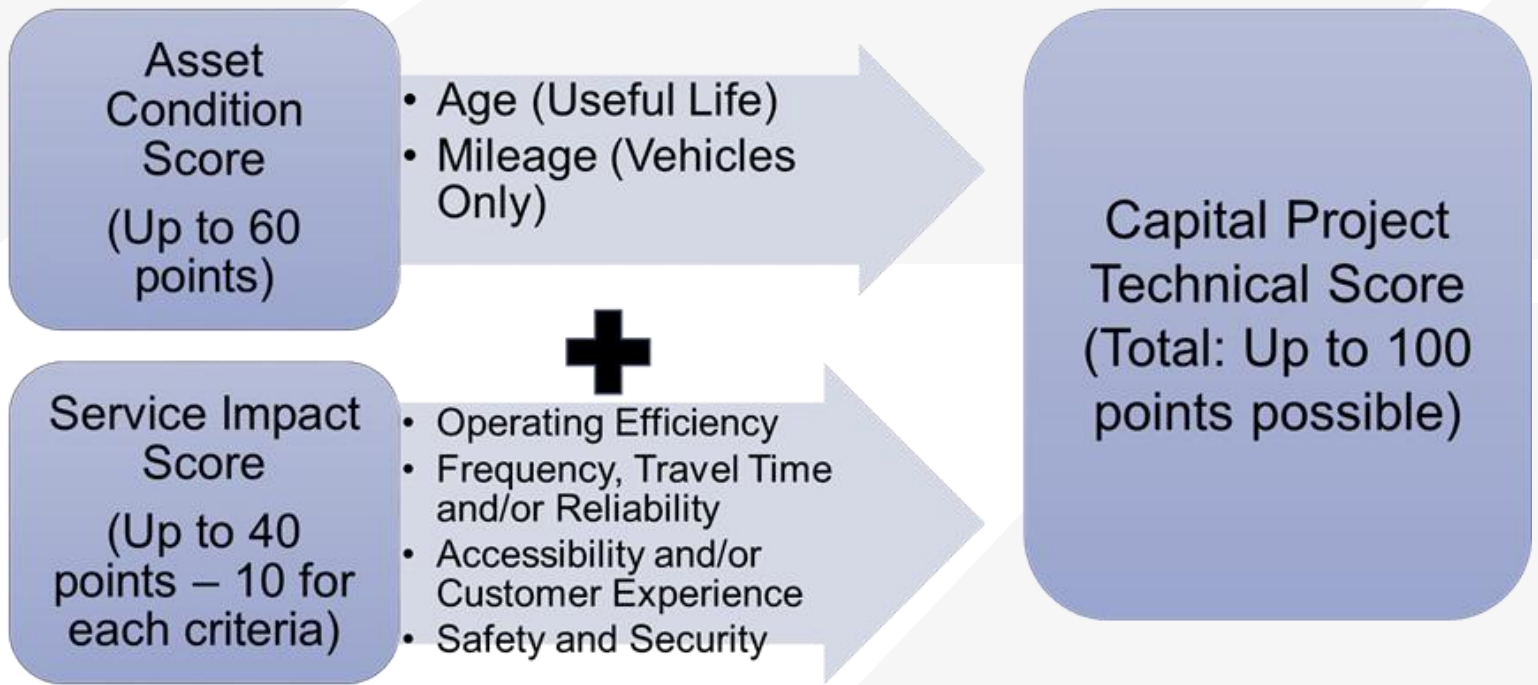 Asset
Condition
Score
(Up to 60
points)
• Age (Useful Life)
• Mileage (Vehicles
Only)
Service Impact
Score
(Up to 40
points – 10 for
each criteria)
• Operating Efficiency
• Frequency, Travel Time
and/or Reliability
• Accessibility and/or
Customer Experience
• Safety and Security
Capital Project
Technical Score
(Total: Up to 100
points possible)